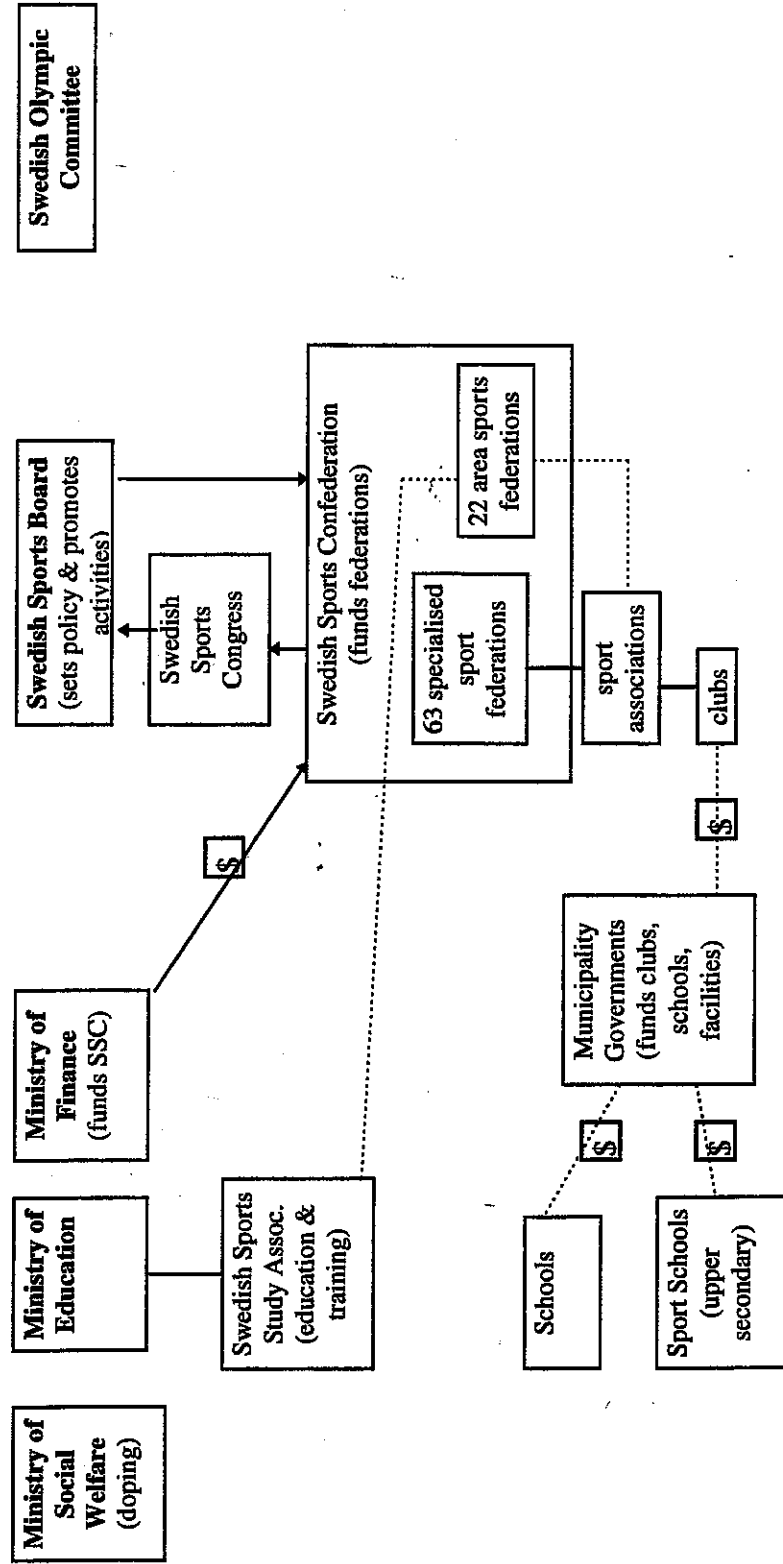 Ministry of
Social
Welfare
(doping)
Ministry of
Education
Ministry of
Finance
(funds SSC)
Swedish Sports Board
(sets policy & promotes
activities)
Swedish Olympic
Committee
Swedish
Sports
Congress
$
Swedish Sports Study Assoc.
(education &
training)
Swedish Sports Confederation
(funds federations)
63 specialised
sport
federations
22 area sports
federations
sport
associations
clubs
$
Municipality
Governments
(funds clubs,
schools,
facilities)
Schools
$
$
Sport Schools
(upper
secondary)